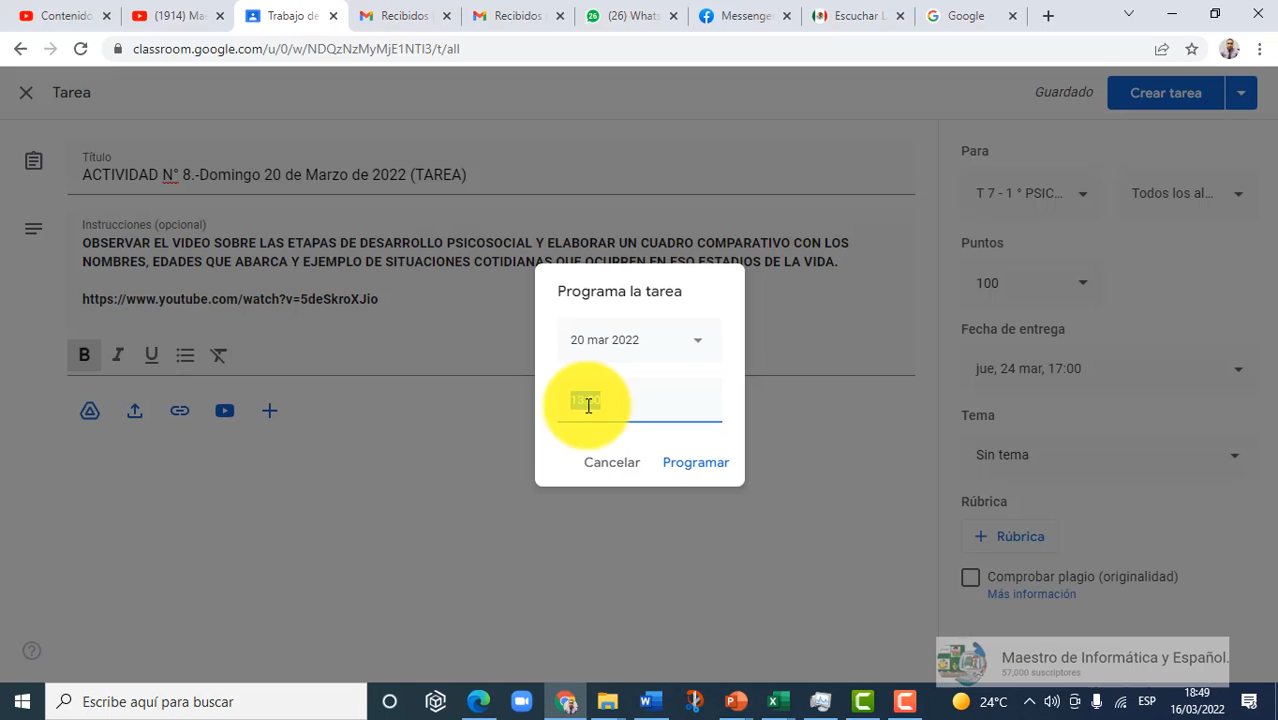 Contenido
(1914) Ma
Trabajo de
Recibidos
Recibidos
(26) Whats
Messenger
Escuchar L
Google
classroom.google.com/u/0/w/NDQzNzMyMjE1NTI3/t/all
Tarea
Guardado
Crear tarea
Título
ACTIVIDAD N° 8.-Domingo 20 de Marzo de 2022 (TAREA)
Instrucciones (opcional)
OBSERVAR EL VIDEO SOBRE LAS ETAPAS DE DESARROLLO PSICOSOCIAL Y ELABORAR UN CUADRO COMPARATIVO CON LOS
NOMBRES, EDADES QUE ABARCA Y EJEMPLO DE SITUACIONES COTIDIANAS QUE OCURREN EN ESO ESTADIOS DE LA VIDA.
https://www.youtube.com/watch?v=5deSkroXJio
B I U
Programa la tarea
20 mar 2022
Cancelar
Programar
Para
T 7 - 1 ° PSIC...
Todos los al...
Puntos
100
Fecha de entrega
jue, 24 mar, 17:00
Tema
Sin tema
Rúbrica
Rúbrica
Comprobar plagio (originalidad)
Más información
Maestro de Informática y Español.
57,000 suscriptores
Escribe aquí para buscar
24°C
ESP
18:49
16/03/2022